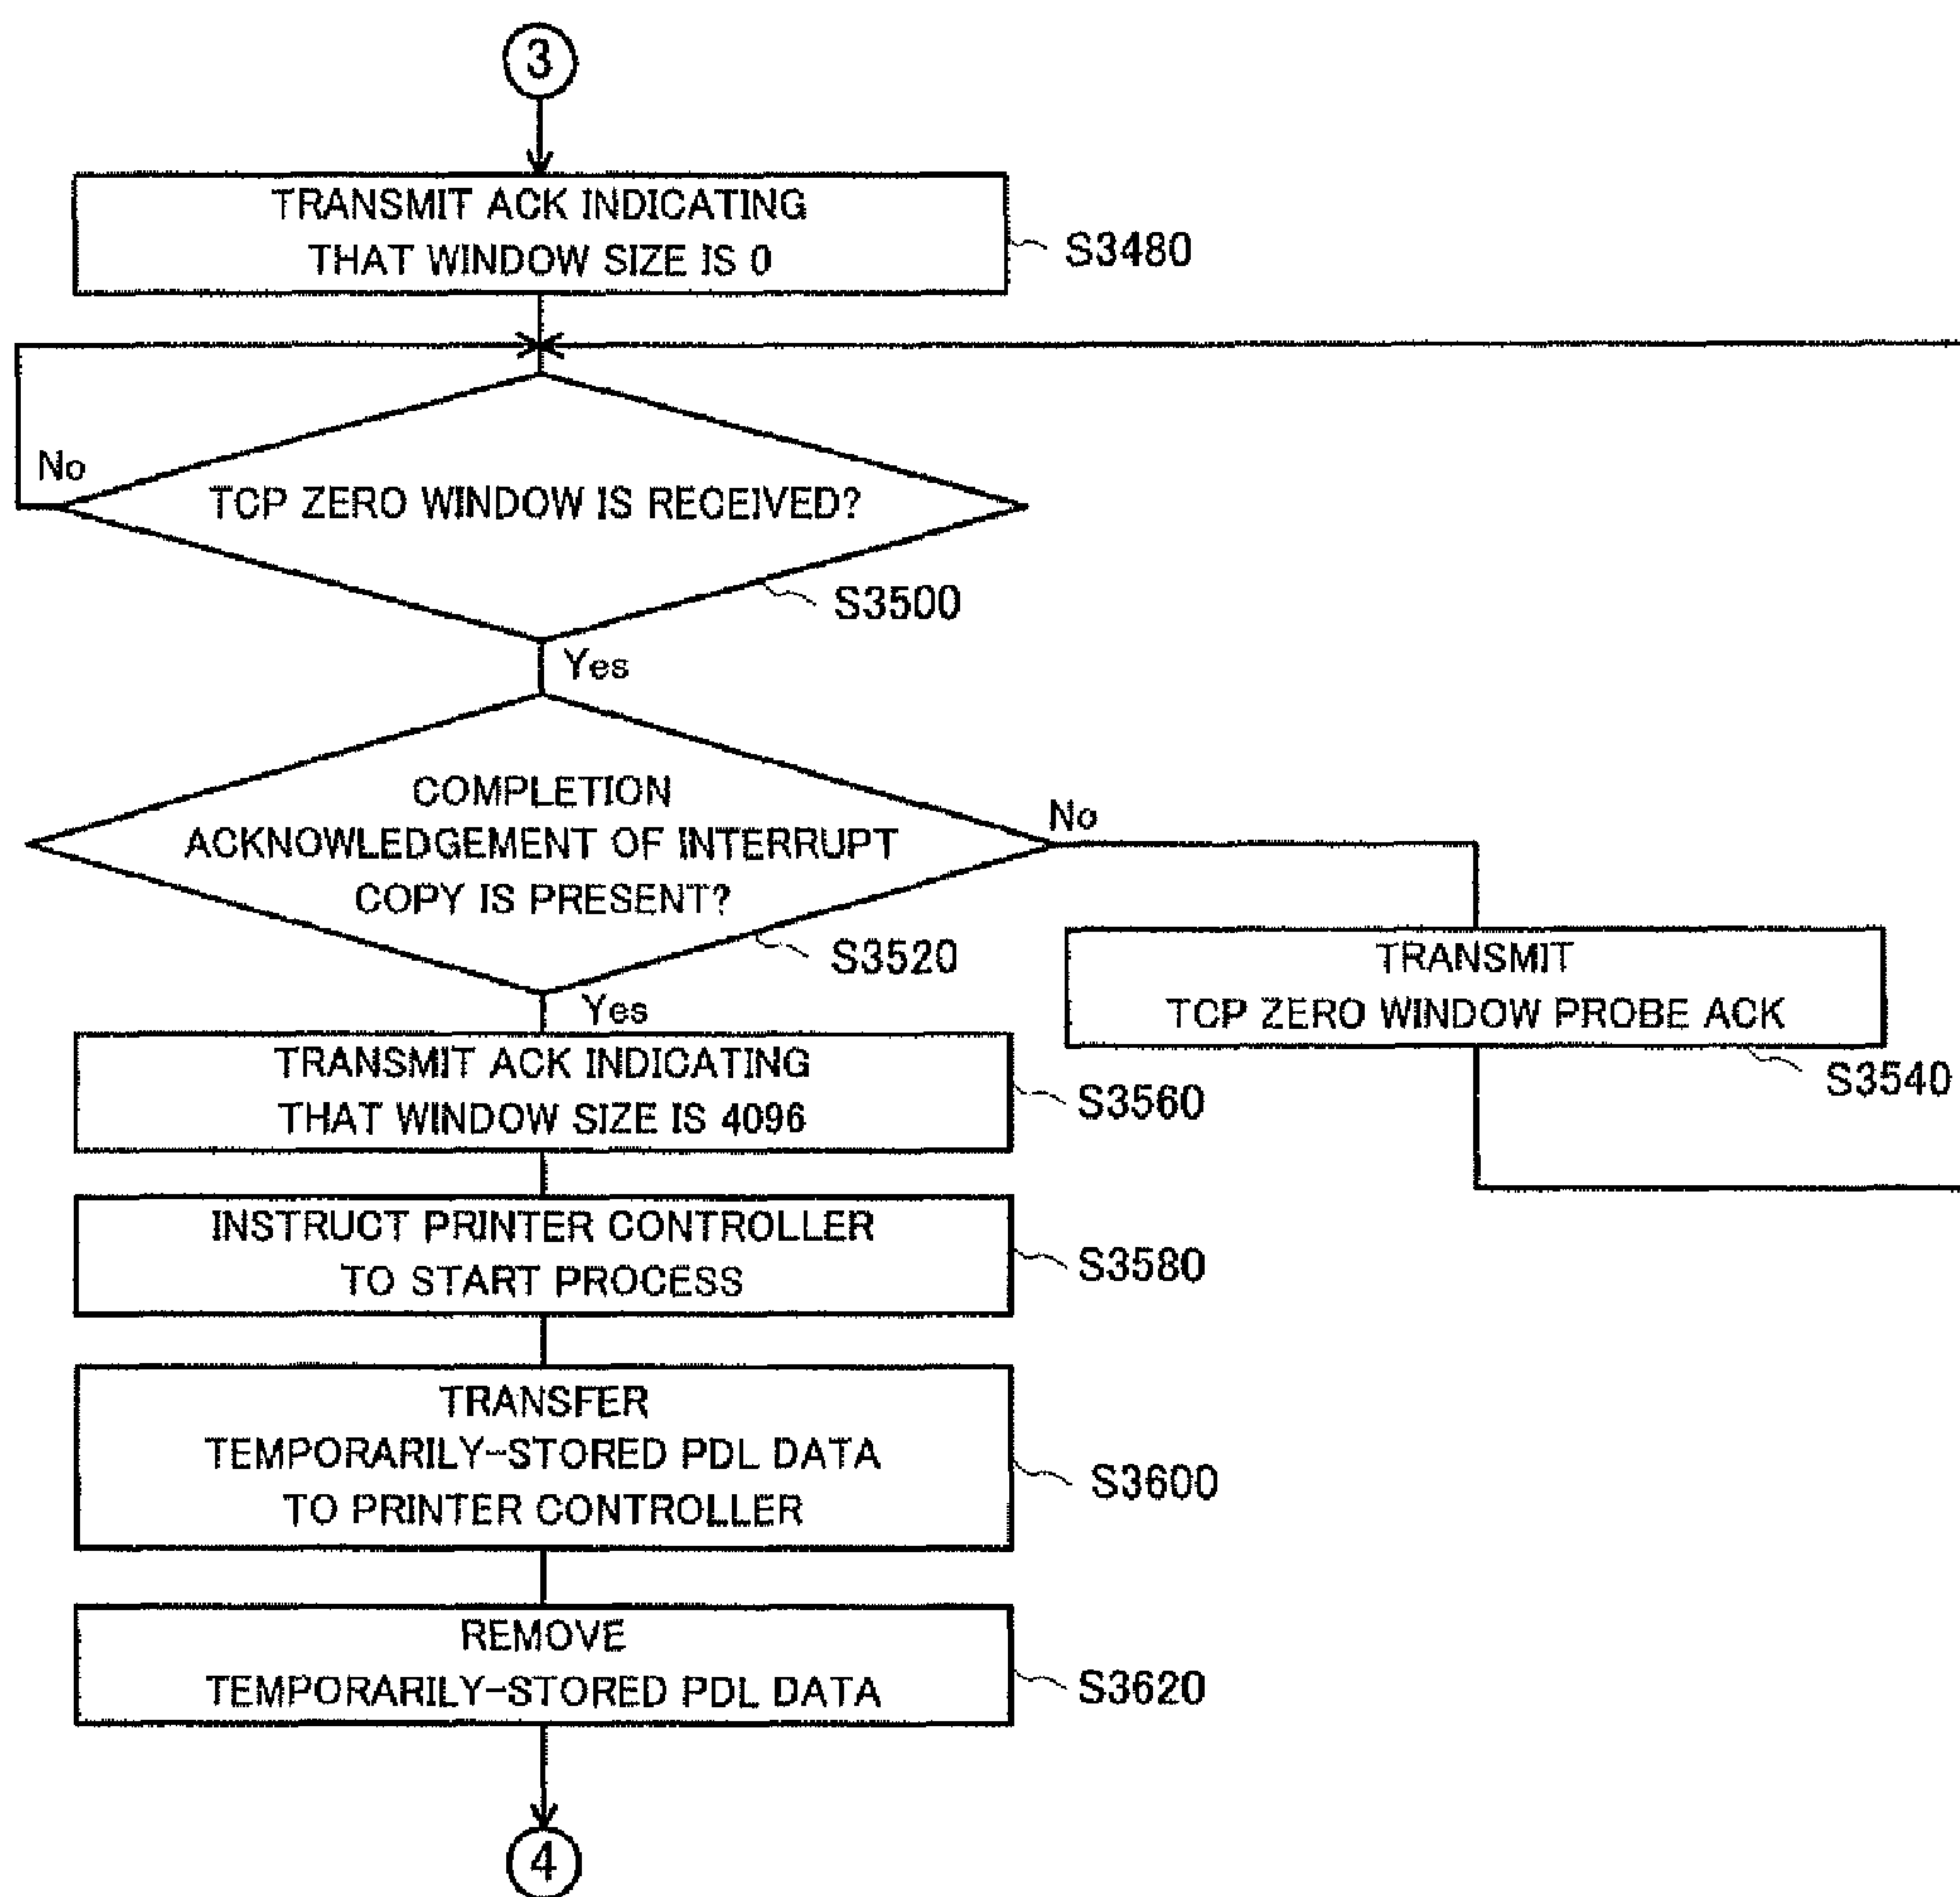 3
TRANSMIT ACK INDICATING
THAT WINDOW SIZE IS 0
S3480
No
TCP ZERO WINDOW IS RECEIVED?
S3500
Yes
COMPLETION
ACKNOWLEDGEMENT OF INTERRUPT
COPY IS PRESENT?
No
S3520
TRANSMIT
TCP ZERO WINDOW PROBE ACK
S3540
Yes
TRANSMIT ACK INDICATING
THAT WINDOW SIZE IS 4096
S3560
INSTRUCT PRINTER CONTROLLER
TO START PROCESS
S3580
TRANSFER
TEMPORARILY-STORED PDL DATA
TO PRINTER CONTROLLER
S3600
REMOVE
TEMPORARILY-STORED PDL DATA
S3620
4